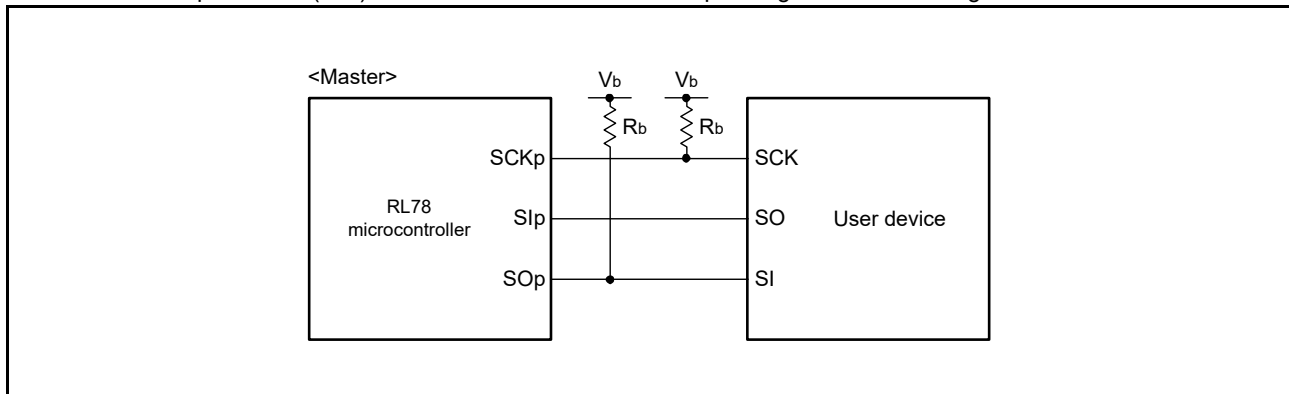 <Master>
Vb Vb
Rb Rb
SCKp SCK
RL78
microcontroller
SIp SO User device
SOp SI